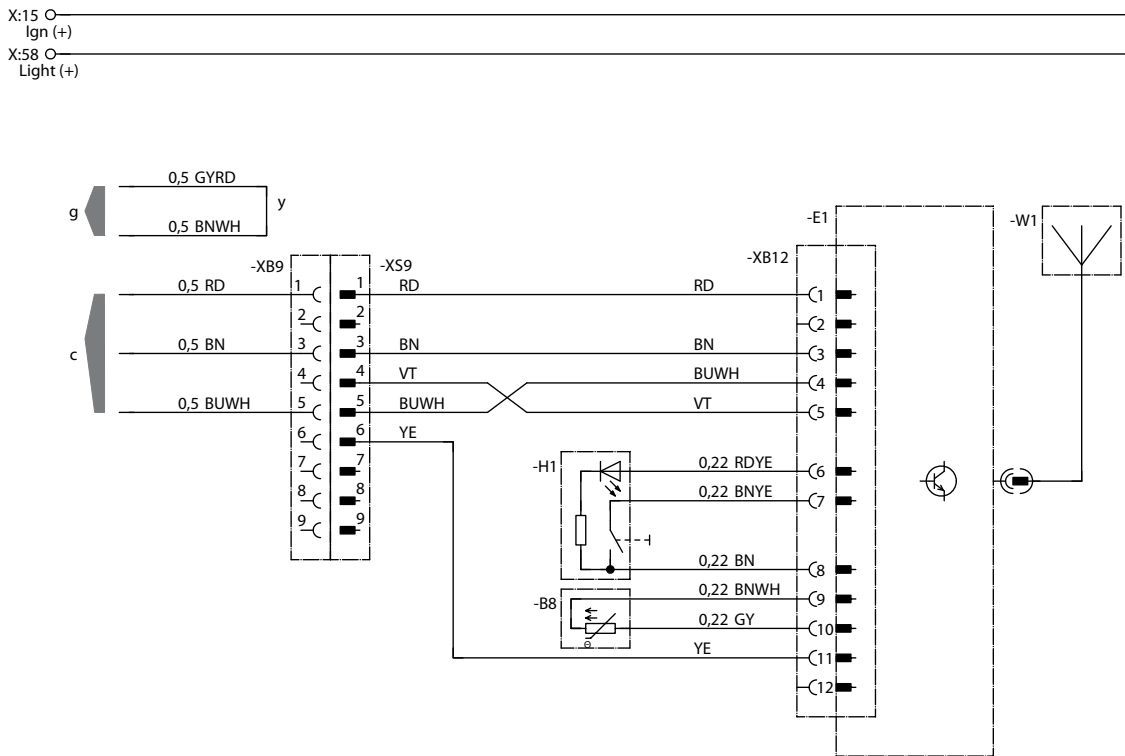 X:15
Ign (+)
X:58
Light (+)
0,5 GYRD
g
y
0,5 BNWH
-E1
-W1
-XB12
-XB9
-XS9
0,5 RD
1
1
RD
RD
1
2
2
2
c
0,5 BN
3
3
BN
BN
3
4
4
VT
BUWH
4
0,5 BUWH
5
5
BUWH
VT
5
6
6
YE
-H1
0,22 RDYE
6
7
7
0,22 BNYE
7
8
8
9
9
0,22 BN
8
-B8
0,22 BNWH
9
0,22 GY
10
Θ
YE
11
12